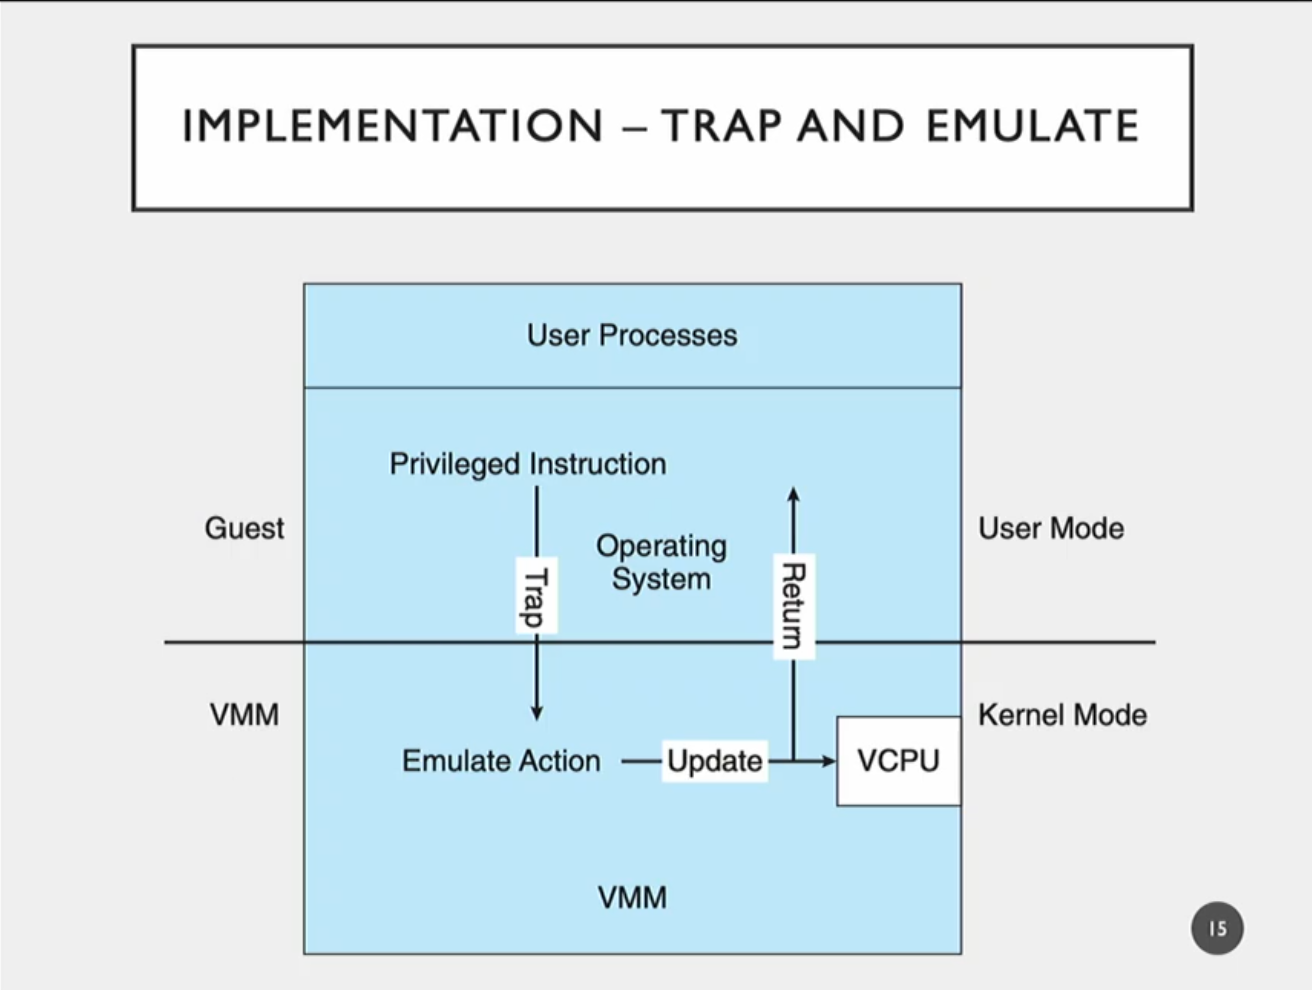 IMPLEMENTATION – TRAP AND EMULATE
User Processes
Privileged Instruction
Guest
Operating
System
User Mode
Trap
Return
VMM
Kernel Mode
Emulate Action
Update
VCPU
VMM
15